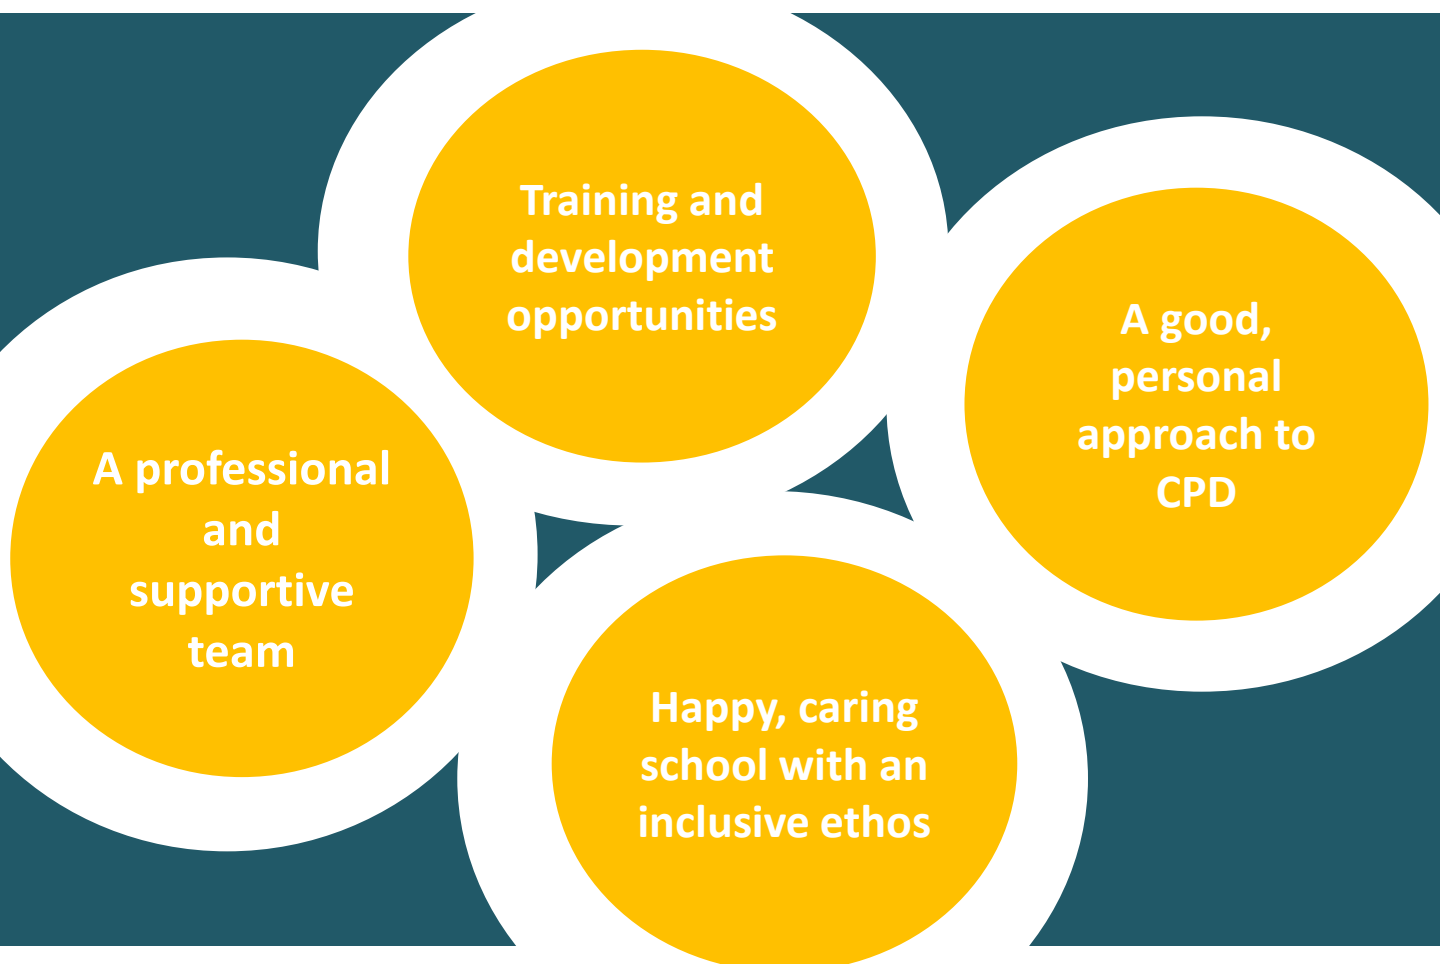 Training and
development
opportunities
A good,
personal
approach to
CPD
A professional
and
supportive
team
Happy, caring
school with an
inclusive ethos